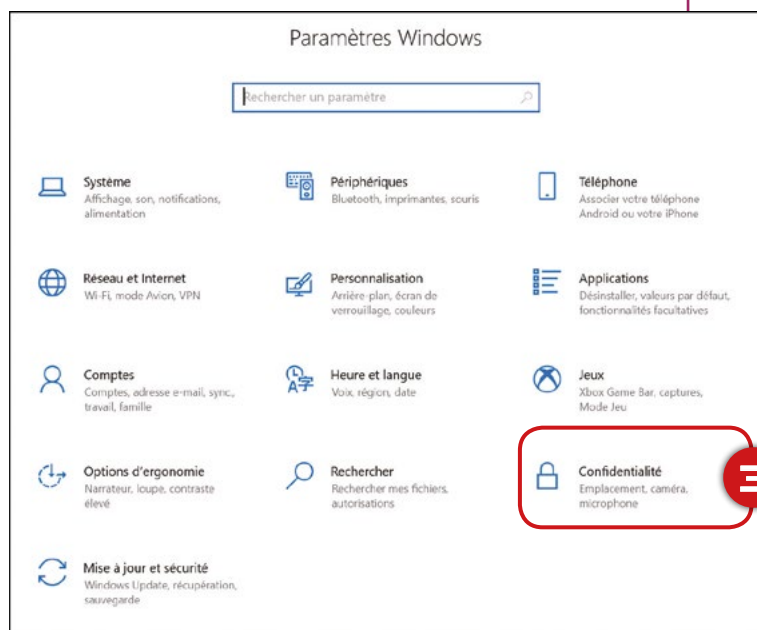 Paramètres Windows
Rechercher un paramètre
Système
Affichage, son, notifications,
alimentation
Périphériques
Bluetooth, imprimantes, souris
Téléphone
Associer votre téléphone
Android ou votre iPhone
Réseau et Internet
Wi-Fi, mode Avion, VPN
Personnalisation
Arrière-plan, écran de
verrouillage, couleurs
Applications
Désinstaller, valeurs par défaut,
fonctionnalités facultatives
Comptes
Comptes, adresse e-mail, sync.,
travail, famille
Heure et langue
Voix, région, date
Jeux
Xbox Game Bar, captures,
Mode Jeu
Options d'ergonomie
Narrateur, loupe, contraste
élevé
Rechercher
Rechercher mes fichiers,
autorisations
Confidentialité
Emplacement, caméra,
microphone
3
Mise à jour et sécurité
Windows Update, récupération,
sauvegarde